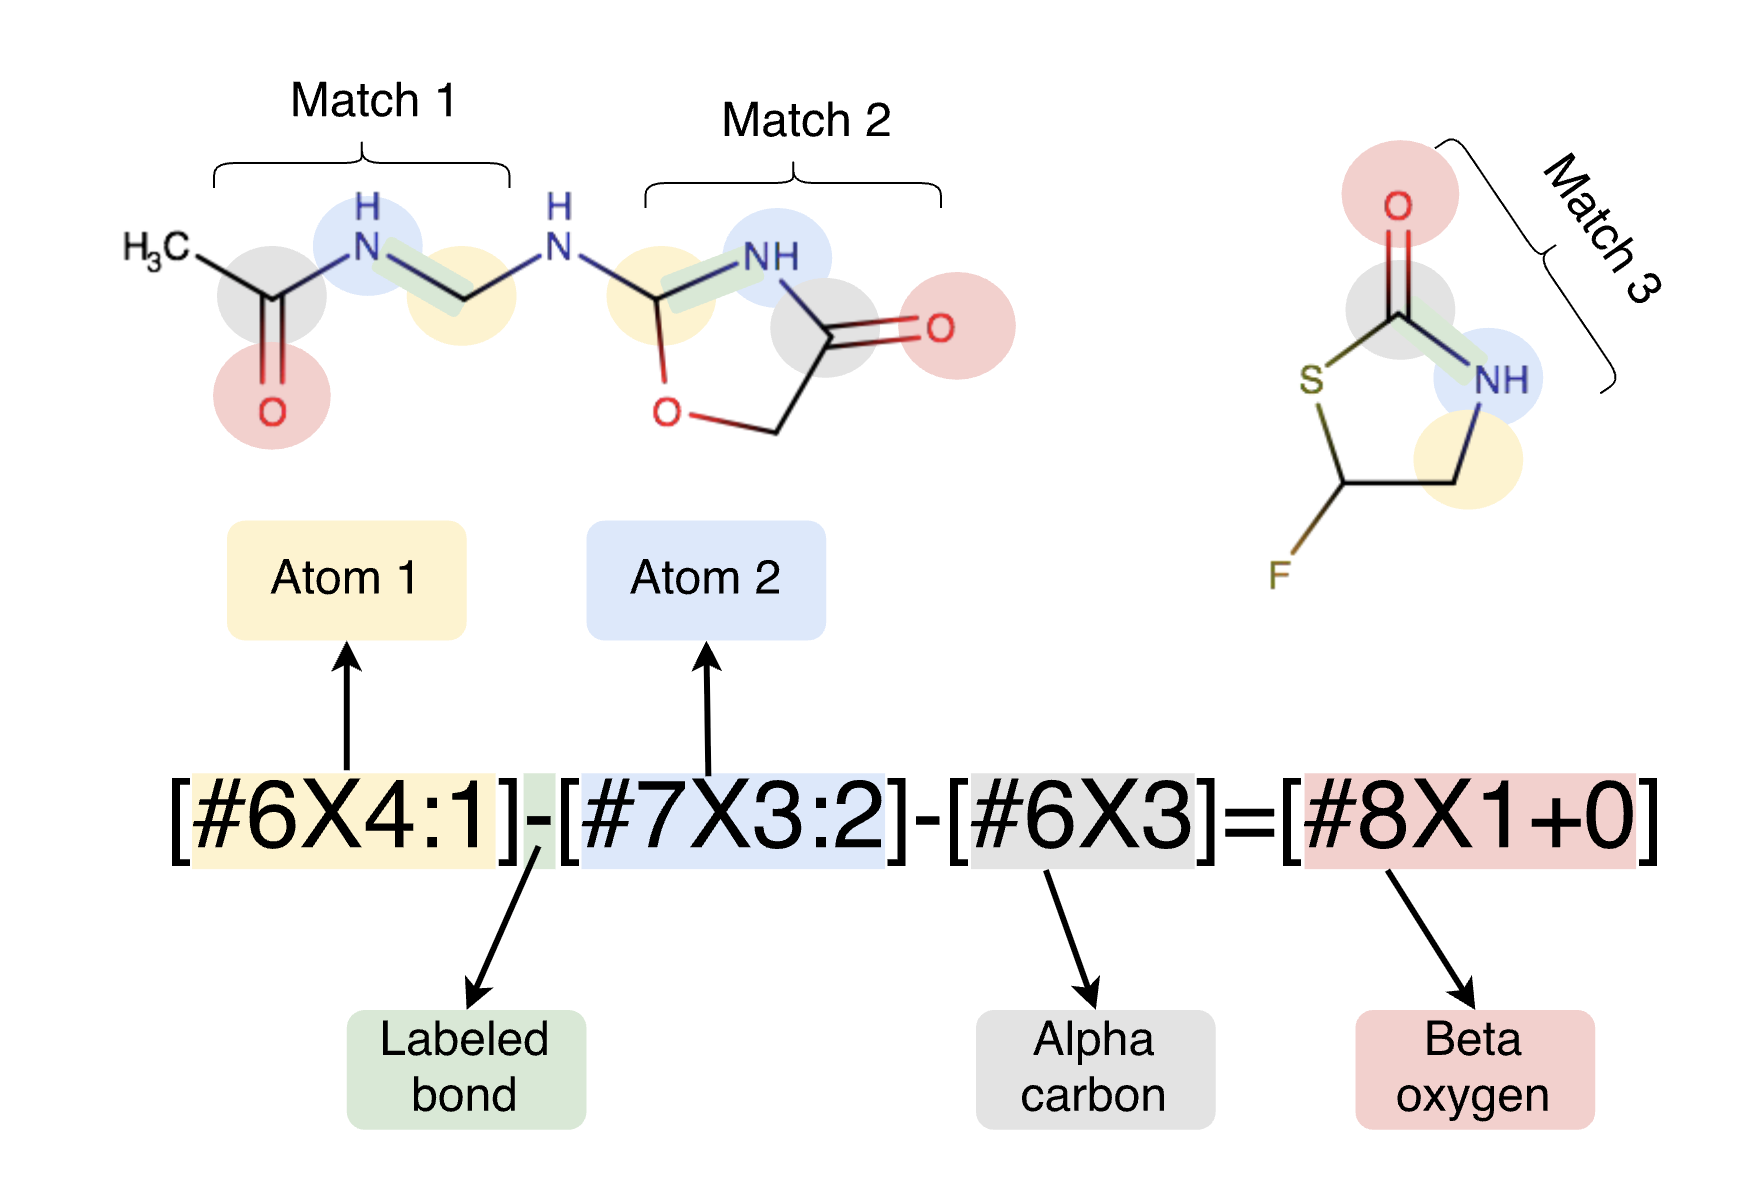 Match 1
Match 2
Match 3
H
H₃C
N
O
H
N
NH
O
O
O
S
NH
F
Atom 1
Atom 2
[#6X4:1]-[#7X3:2]-[#6X3]=[#8X1+0]
Labeled
bond
Alpha
carbon
Beta
oxygen